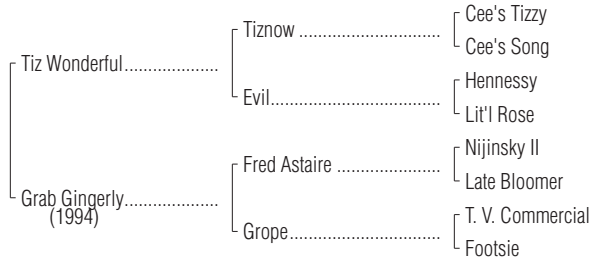 Cee's Tizzy
Tiznow ..............................
Cee's Song
Tiz Wonderful....................
Hennessy
Evil....................................
Lit'l Rose
Nijinsky II
Fred Astaire ......................
Late Bloomer
Grab Gingerly....................
(1994)
T. V. Commercial
Grope................................
Footsie